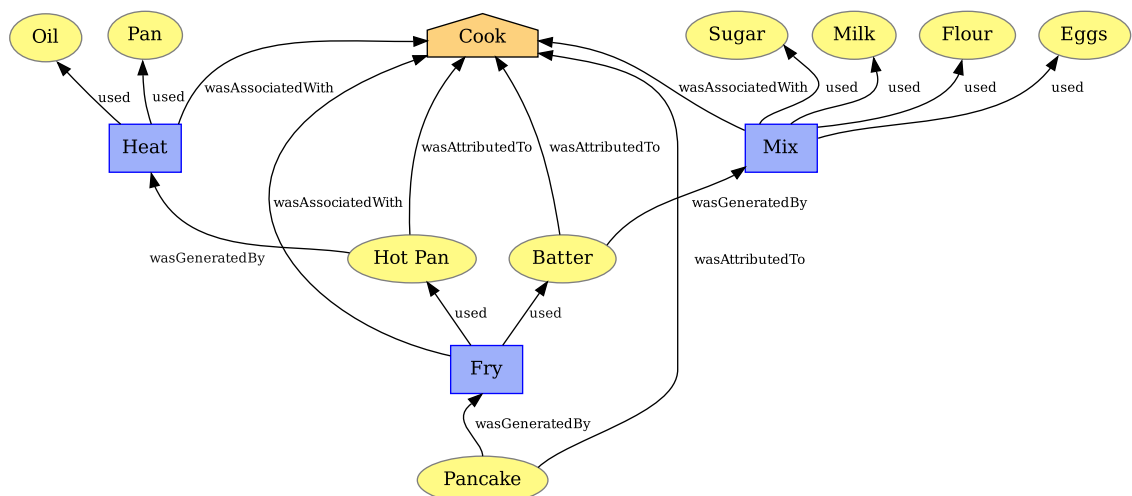 Oil
Pan
Cook
Sugar
Milk
Flour
Eggs
used
used
wasAssociatedWith
wasAssociatedWith
used
used
used
used
Heat
wasAttributedTo
wasAttributedTo
Mix
wasAssociatedWith
wasGeneratedBy
wasGeneratedBy
Hot Pan
Batter
wasAttributedTo
used
used
Fry
wasGeneratedBy
Pancake